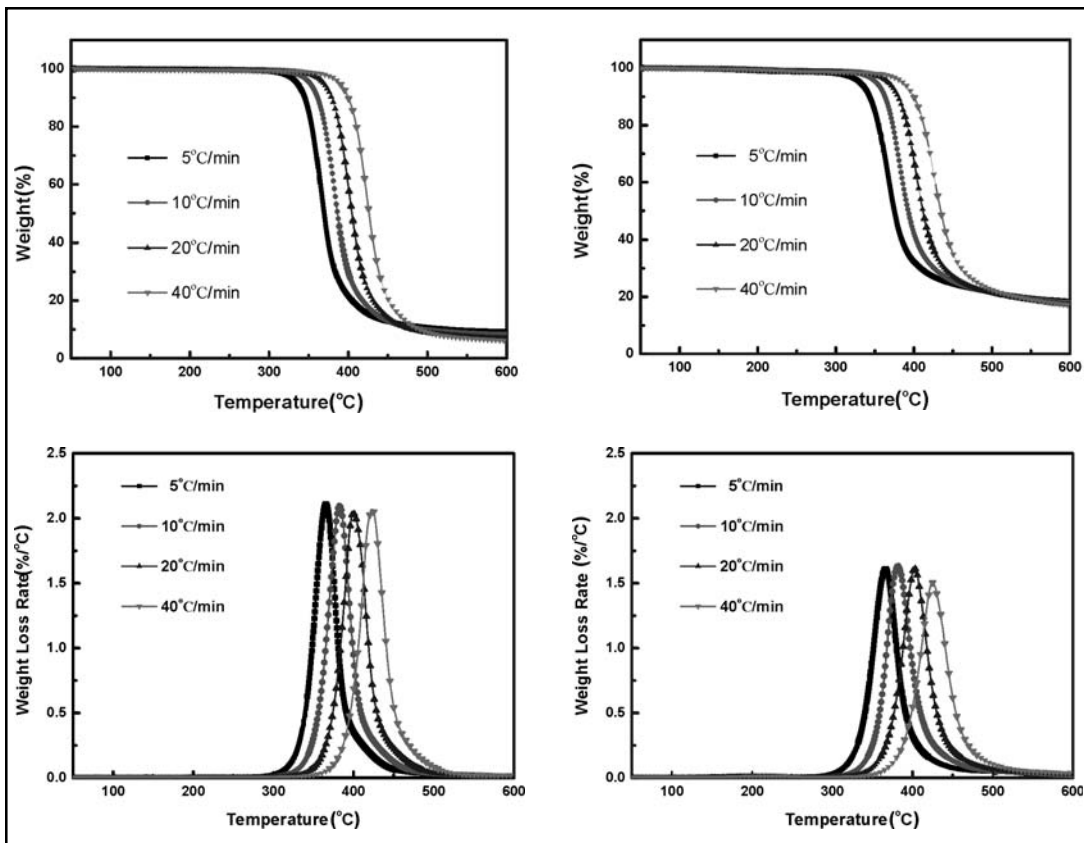 100
80
60
40
20
0
Weight(%)
5°C/min
10°C/min
20°C/min
40°C/min
100 200 300 400 500 600
Temperature(°C)
100
80
60
40
20
0
Weight(%)
5°C/min
10°C/min
20°C/min
40°C/min
100 200 300 400 500 600
Temperature(°C)
2.5
2.0
1.5
1.0
0.5
0.0
Weight Loss Rate(%/°C)
5°C/min
10°C/min
20°C/min
40°C/min
100 200 300 400 500 600
Temperature(°C)
2.5
2.0
1.5
1.0
0.5
0.0
Weight Loss Rate (%/°C)
5°C/min
10°C/min
20°C/min
40°C/min
100 200 300 400 500 600
Temperature(°C)